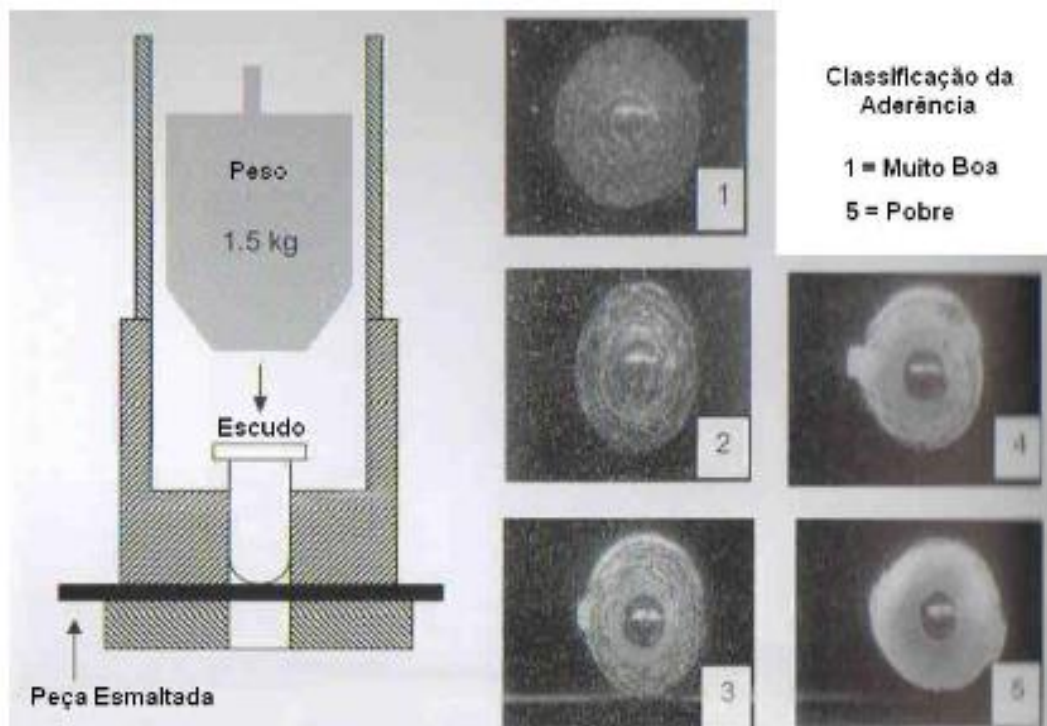 Peso
1.5 kg
Escudo
Peça Esmaltada
1
2
3
4
5
Classificação da
Aderência
1 = Muito Boa
5 = Pobre